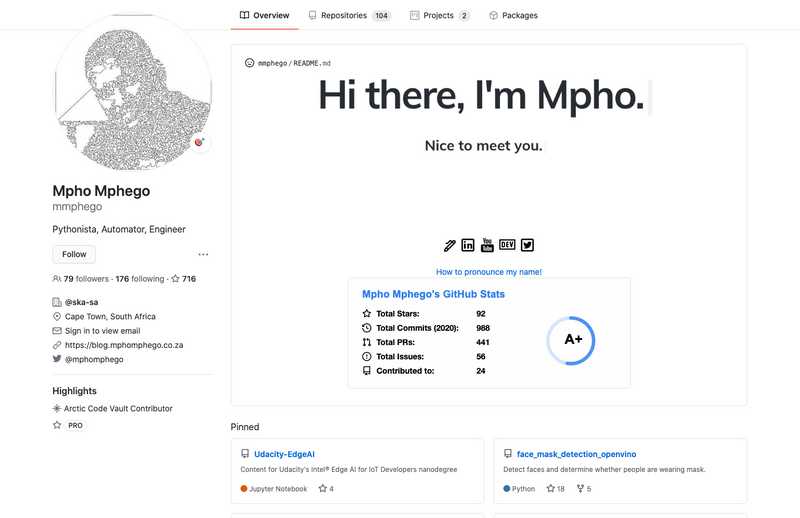 Overview Repositories 104 Projects 2 Packages
mmphego / README.md
Hi there, I'm Mpho.
Nice to meet you.
You Tube DEV
How to pronounce my name!
Mpho Mphego's GitHub Stats
Total Stars: 92
Total Commits (2020): 988
Total PRs: 441
Total Issues: 56
Contributed to: 24
A+
Mpho Mphego
mmphego
Pythonista, Automator, Engineer
Follow
79 followers · 176 following · 716
@ska-sa
Cape Town, South Africa
Sign in to view email
https://blog.mphomphego.co.za
@mphomphego
Highlights
Arctic Code Vault Contributor
PRO
Pinned
Udacity-EdgeAI
Content for Udacity's Intel® Edge AI for IoT Developers nanodegree
Jupyter Notebook 4
face_mask_detection_openvino
Detect faces and determine whether people are wearing mask.
Python 18 5